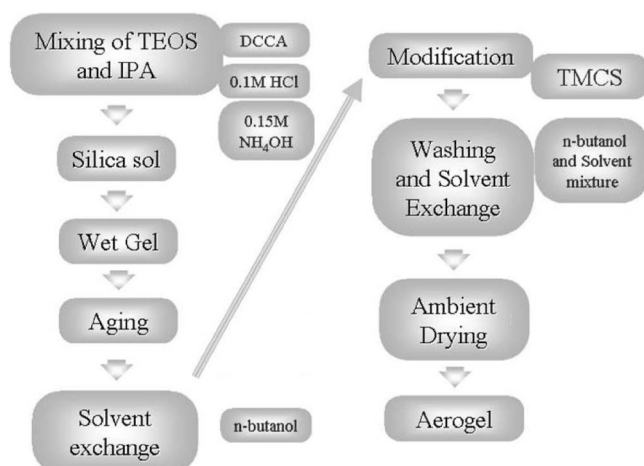 Mixing of TEOS
and IPA
DCCA
0.1M HCl
0.15M
NH₄OH
Silica sol
Wet Gel
Aging
Solvent
exchange
n-butanol
Modification
TMCS
Washing
and Solvent
Exchange
n-butanol
and Solvent
mixture
Ambient
Drying
Aerogel